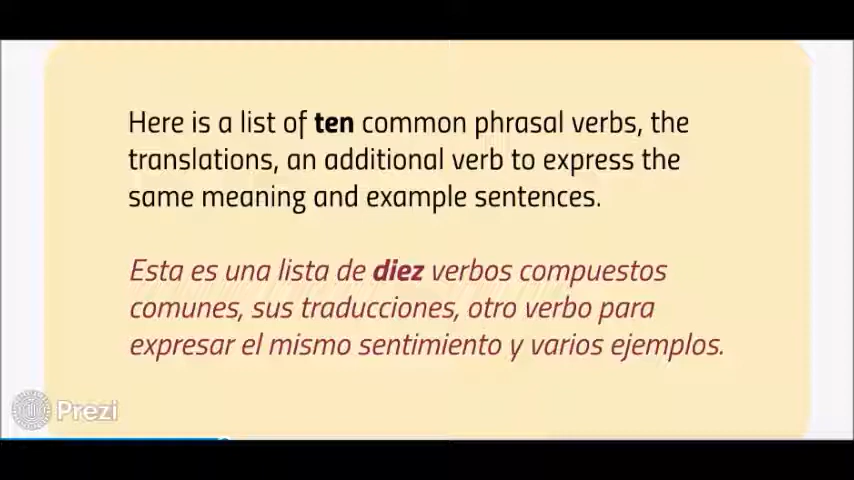 Here is a list of ten common phrasal verbs, the
translations, an additional verb to express the
same meaning and example sentences.
Esta es una lista de diez verbos compuestos
comunes, sus traducciones, otro verbo para
expresar el mismo sentimiento y varios ejemplos.
Prezi